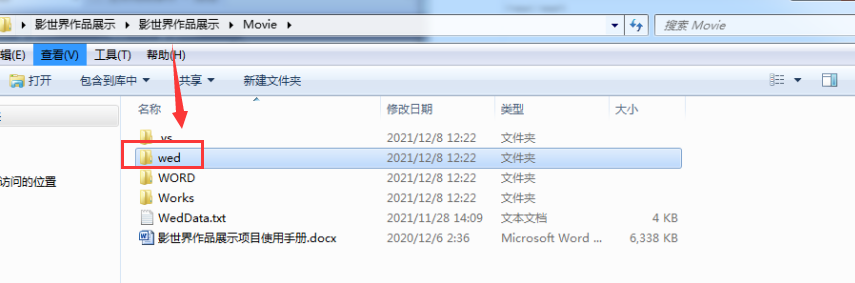 影世界作品展示 影世界作品展示 Movie 搜索 Movie
辑(E) 查看(V) 工具(T) 帮助(H)
打开 包含到库中 共享 新建文件夹
名称 修改日期 类型 大小
.vs 2021/12/8 12:22 文件夹
wed 2021/12/8 12:22 文件夹
访问的位置
WORD 2021/12/8 12:22 文件夹
Works 2021/12/8 12:22 文件夹
WedData.txt 2021/11/28 14:09 文本文档 4 KB
影世界作品展示项目使用手册.docx 2020/12/6 2:36 Microsoft Word ... 6,338 KB